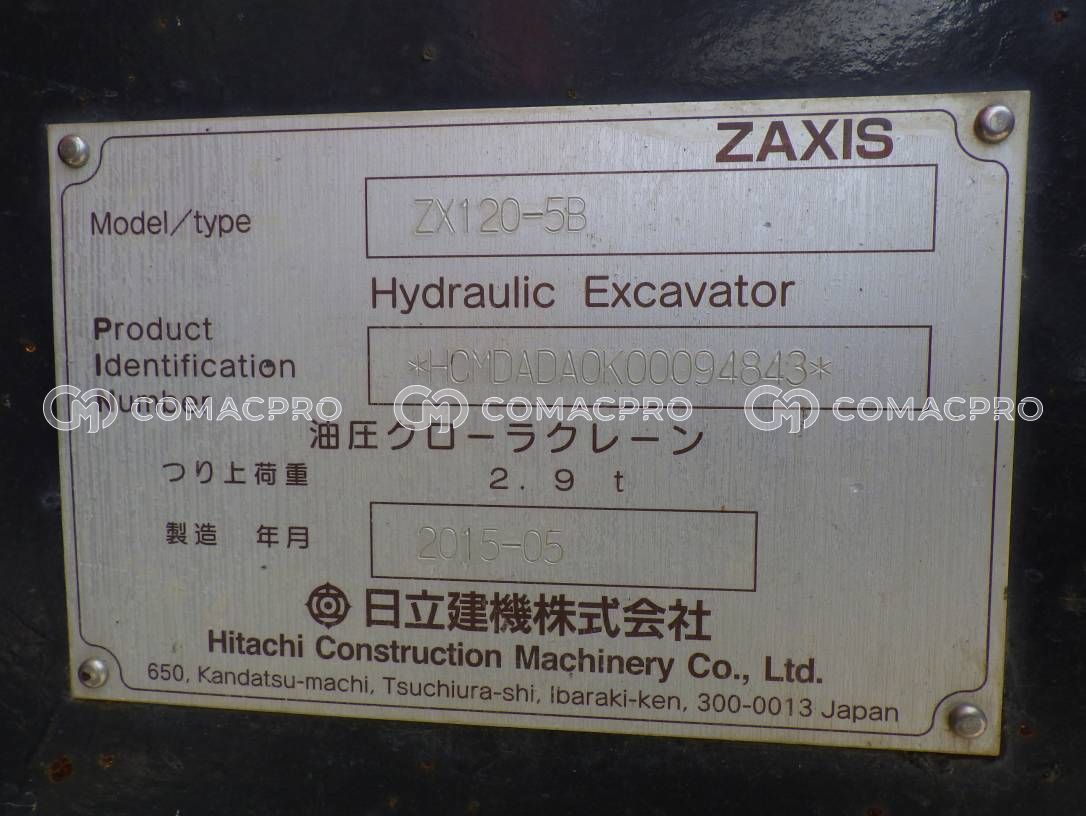 ZAXIS
Model/type ZX120-5B
Hydraulic Excavator
Product
Identification *HCMDADA0K00094843*
Number
COMACPRO COMACPRO COMACPRO
油圧クローラクレーン
つり上荷重 2.9 t
製造 年月 2015-05
日立建機株式会社
Hitachi Construction Machinery Co., Ltd.
650, Kandatsu-machi, Tsuchiura-shi, Ibaraki-ken, 300-0013 Japan